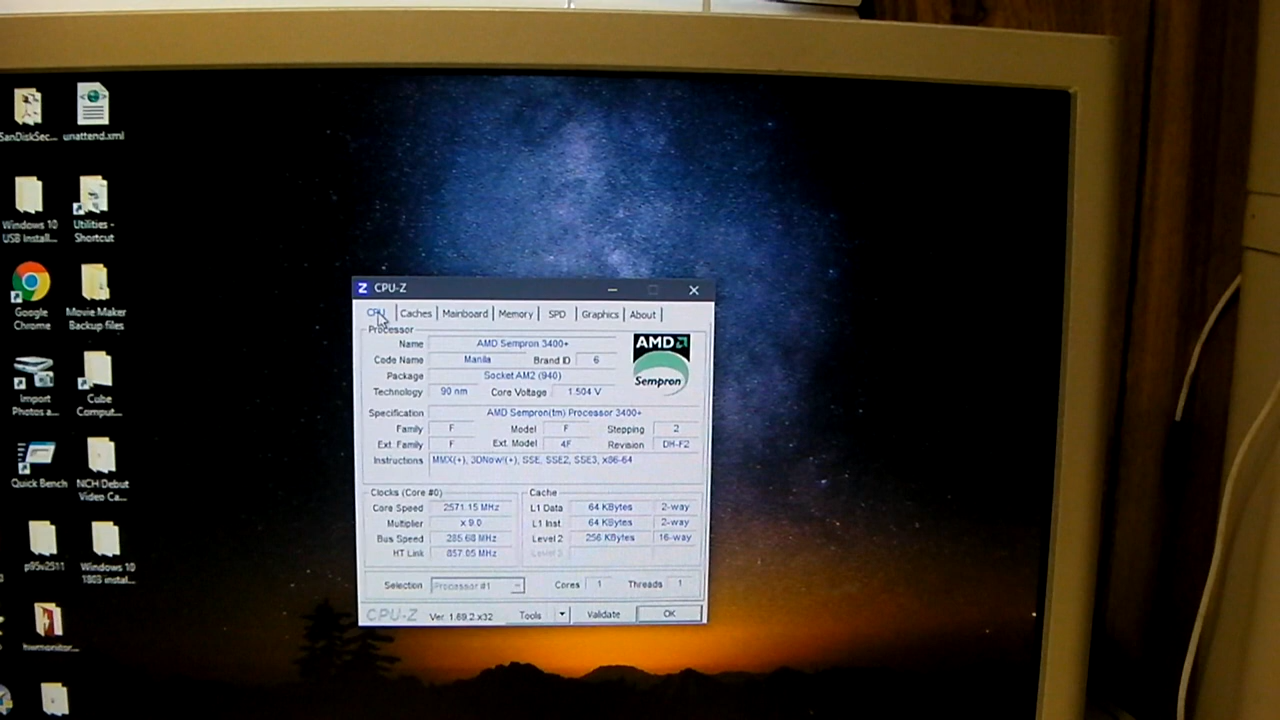 SanDiskSec...
unattend.xml
Windows 10
USB Install...
Utilities -
Shortcut
Google
Chrome
Movie Maker
Backup files
Import
Photos a...
Cube
Comput...
Quick Bench
NCH Debut
Video Ca...
p95v2511
Windows 10
1803 instal...
hwmonitor...
Z CPU-Z
CPU Caches Mainboard Memory SPD Graphics About
Processor
Name AMD Sempron 3400+
Code Name Manila Brand ID 6
Package Socket AM2 (940)
Technology 90 nm Core Voltage 1.504 V
AMD
Sempron
Specification AMD Sempron(tm) Processor 3400+
Family F Model F Stepping 2
Ext. Family F Ext. Model 4F Revision DH-F2
Instructions MMX(+), 3DNow!(+), SSE, SSE2, SSE3, x86-64
Clocks (Core #0)
Core Speed 2571.15 MHz
Multiplier x 9.0
Bus Speed 285.68 MHz
HT Link 857.05 MHz
Cache
L1 Data 64 KBytes 2-way
L1 Inst. 64 KBytes 2-way
Level 2 256 KBytes 16-way
Level 3
Selection Processor #1 Cores 1 Threads 1
CPU-Z Ver. 1.69.2.x32 Tools Validate OK